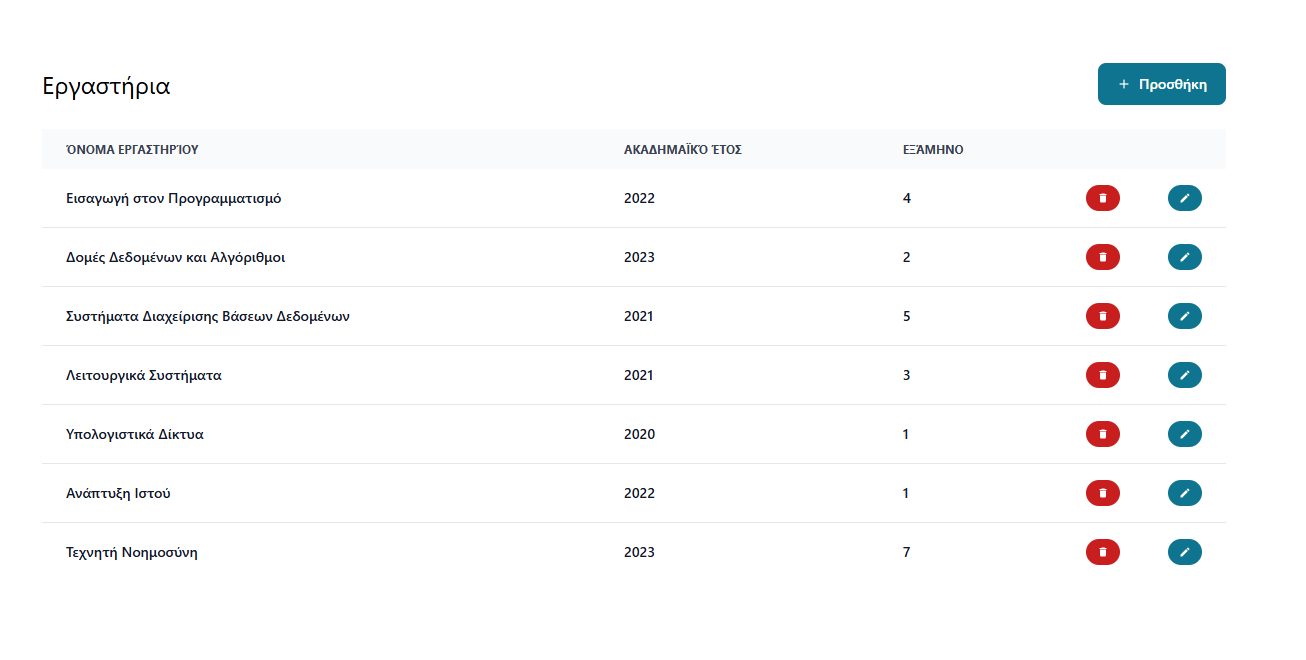 Εργαστήρια
+ Προσθήκη
ΌΝΟΜΑ ΕΡΓΑΣΤΗΡΊΟΥ ΑΚΑΔΗΜΑΪΚΌ ΈΤΟΣ ΕΞΆΜΗΝΟ
Εισαγωγή στον Προγραμματισμό 2022 4
Δομές Δεδομένων και Αλγόριθμοι 2023 2
Συστήματα Διαχείρισης Βάσεων Δεδομένων 2021 5
Λειτουργικά Συστήματα 2021 3
Υπολογιστικά Δίκτυα 2020 1
Ανάπτυξη Ιστού 2022 1
Τεχνητή Νοημοσύνη 2023 7